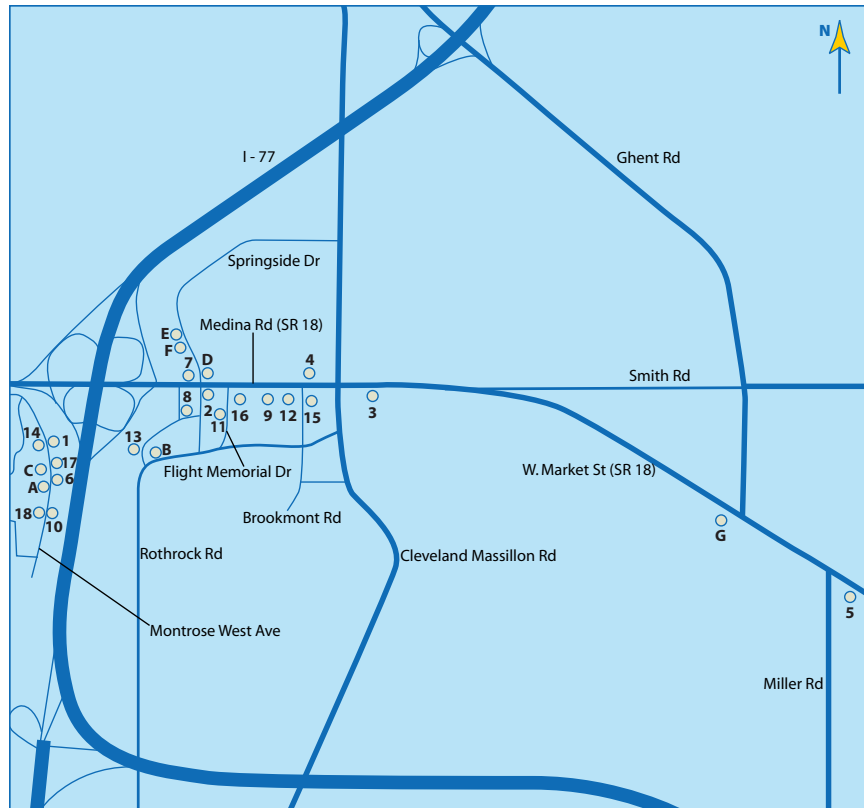 N
I - 77
Ghent Rd
Springside Dr
E
Medina Rd (SR 18)
F
7
D
4
Smith Rd
8
2
11
16
9
12
15
3
14
1
13
B
17
C
6
A
Flight Memorial Dr
W. Market St (SR 18)
18
10
Brookmont Rd
G
Rothrock Rd
Cleveland Massillon Rd
5
Montrose West Ave
Miller Rd